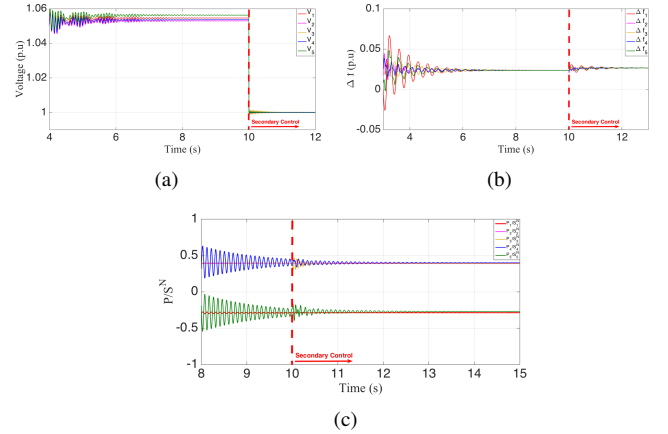 1.06
1.04
1.02
1
4
6
8
10
12
Voltage (p.u)
Time (s)
V1
V2
V3
V4
V5
Secondary Control
(a)
0.1
0.05
0
-0.05
4
6
8
10
12
Δ f (p.u)
Time (s)
Δ f1
Δ f2
Δ f3
Δ f4
Δ f5
Secondary Control
(b)
1
0.5
0
-0.5
-1
8
9
10
11
12
13
14
15
P/S^N
Time (s)
Secondary Control
(c)